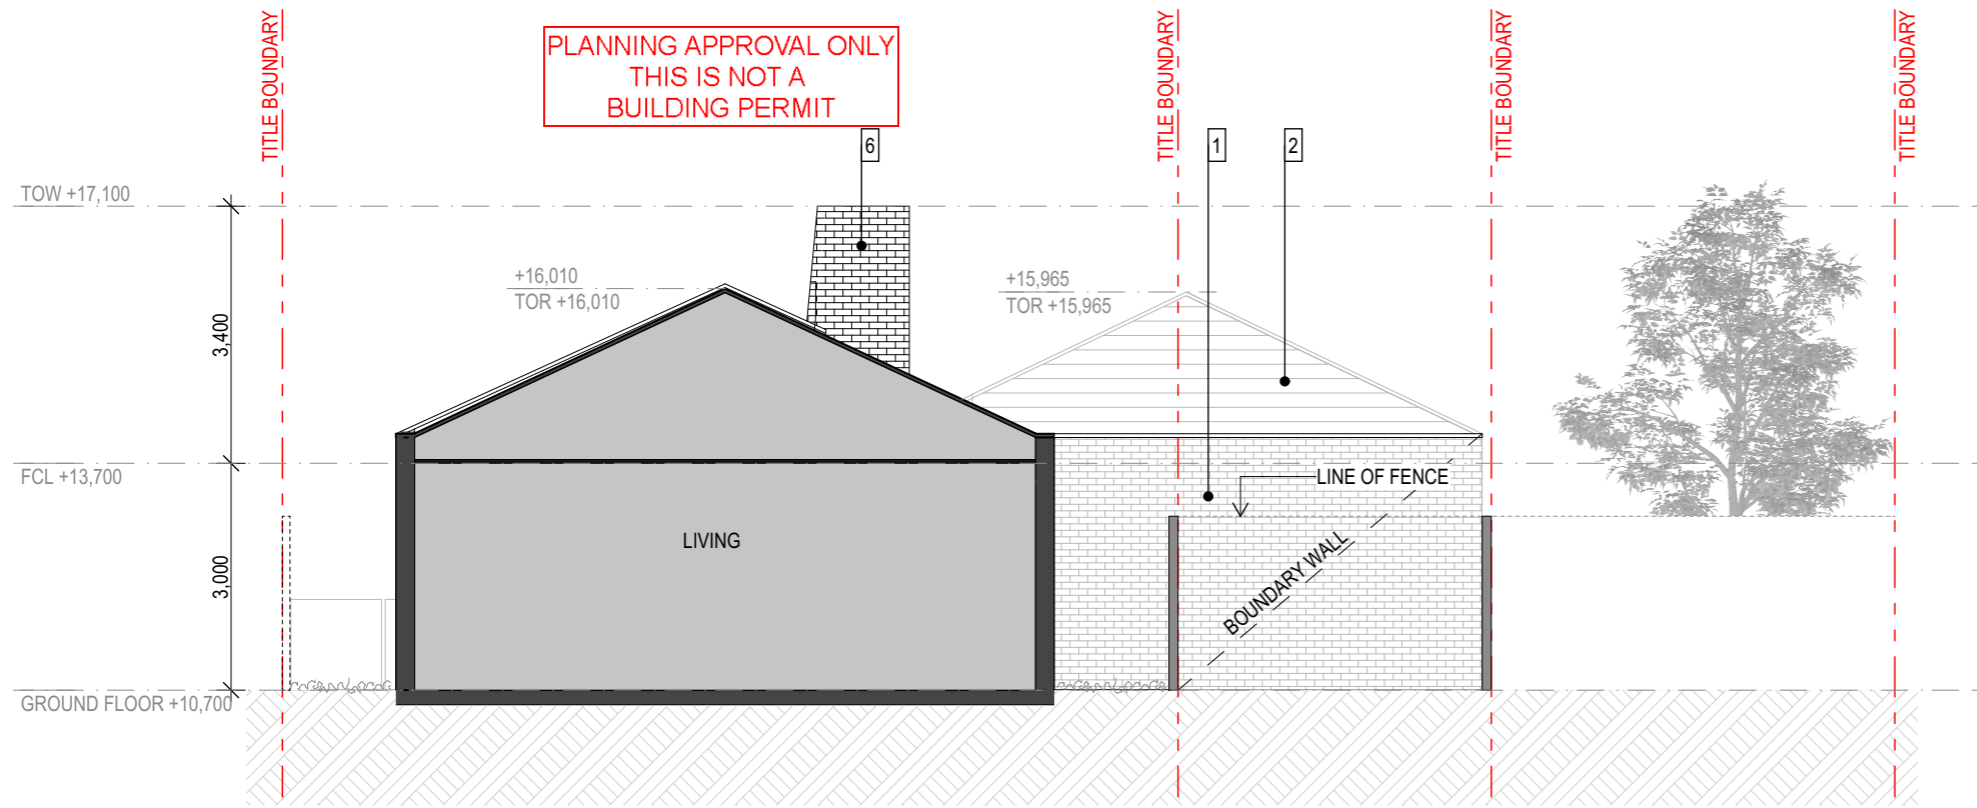 TITLE BOUNDARY
PLANNING APPROVAL ONLY
THIS IS NOT A
BUILDING PERMIT
TITLE BOUNDARY
TITLE BOUNDARY
TITLE BOUNDARY
6
1
2
TOW +17,100
+16,010
TOR +16,010
+15,965
TOR +15,965
3,400
FCL +13,700
LINE OF FENCE
LIVING
3,000
BOUNDARY WALL
GROUND FLOOR +10,700